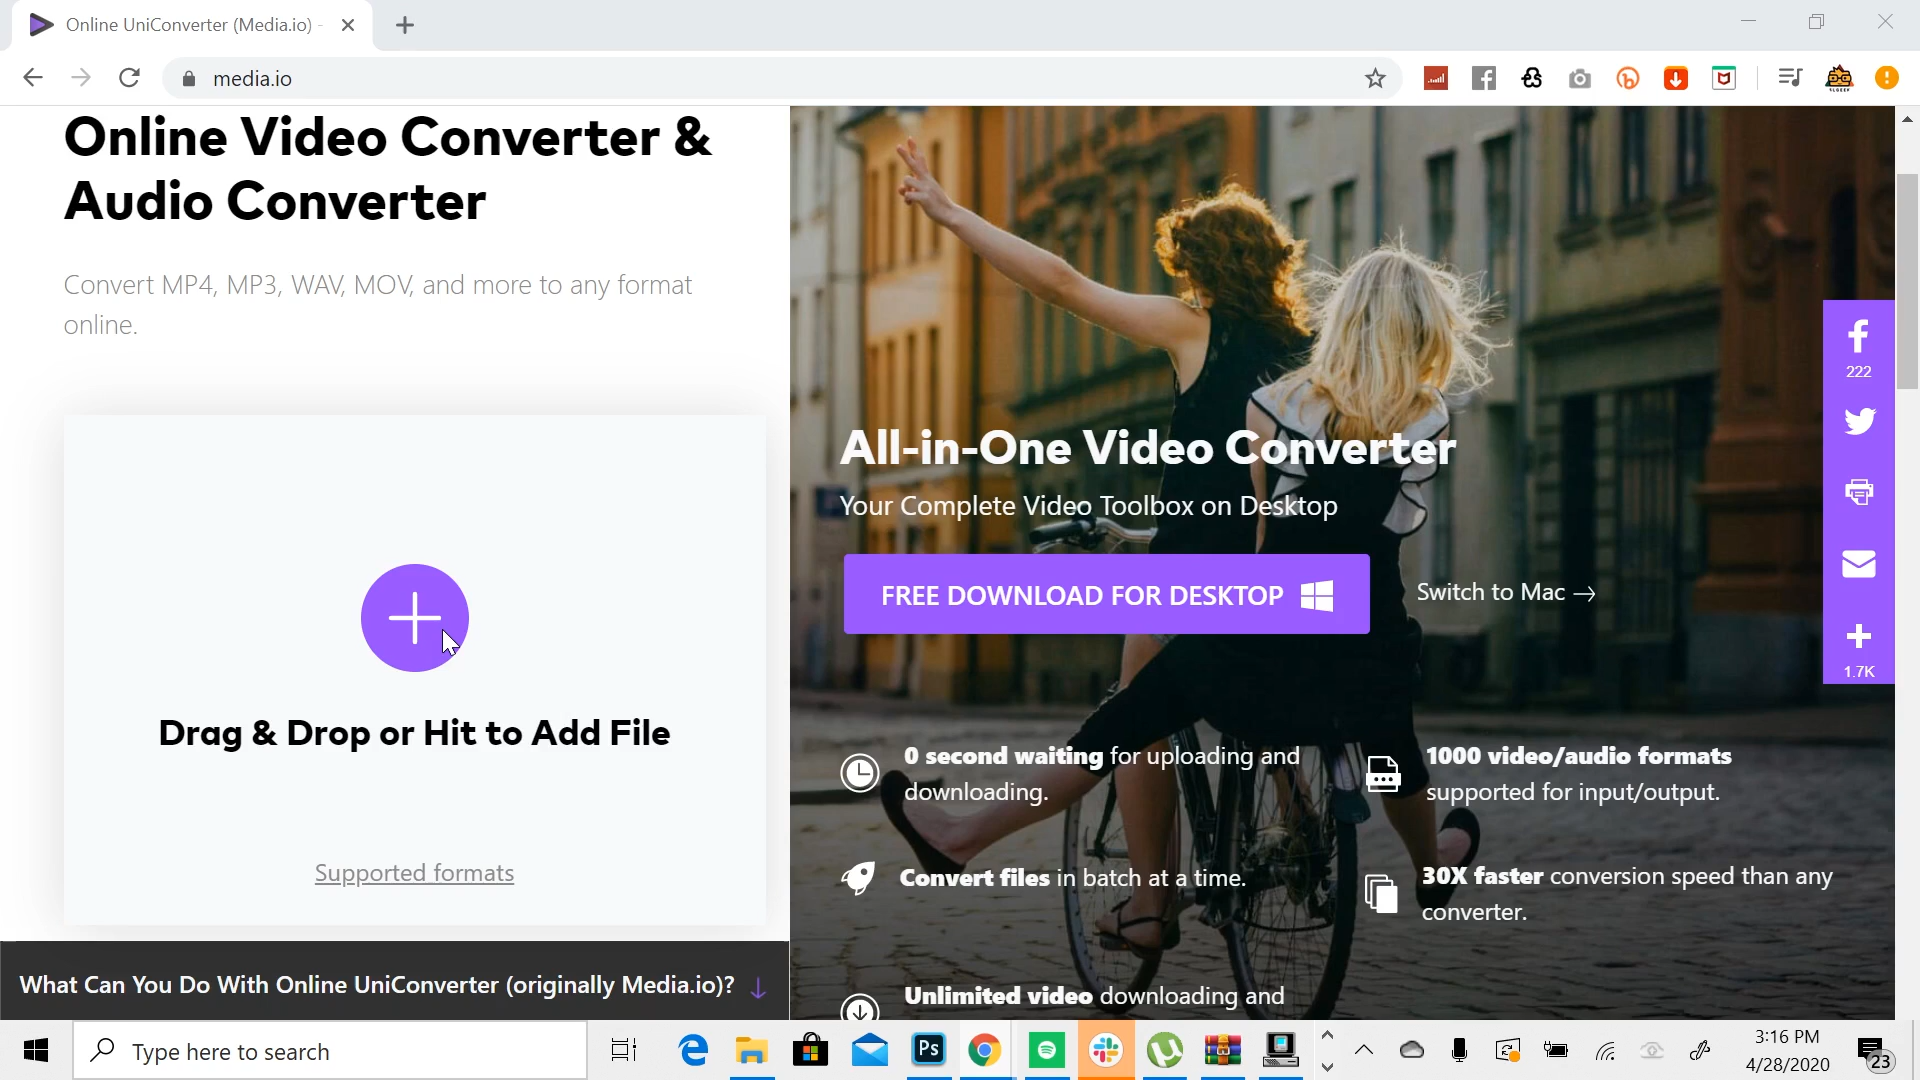 Online UniConverter (Media.io) -
media.io
Online Video Converter &
Audio Converter
Convert MP4, MP3, WAV, MOV, and more to any format
online.
Drag & Drop or Hit to Add File
Supported formats
What Can You Do With Online UniConverter (originally Media.io)?
All-in-One Video Converter
Your Complete Video Toolbox on Desktop
FREE DOWNLOAD FOR DESKTOP
Switch to Mac →
0 second waiting for uploading and
downloading.
1000 video/audio formats
supported for input/output.
Convert files in batch at a time.
30X faster conversion speed than any
converter.
Unlimited video downloading and
222
1.7K
Type here to search
Ps
3:16 PM
4/28/2020
23